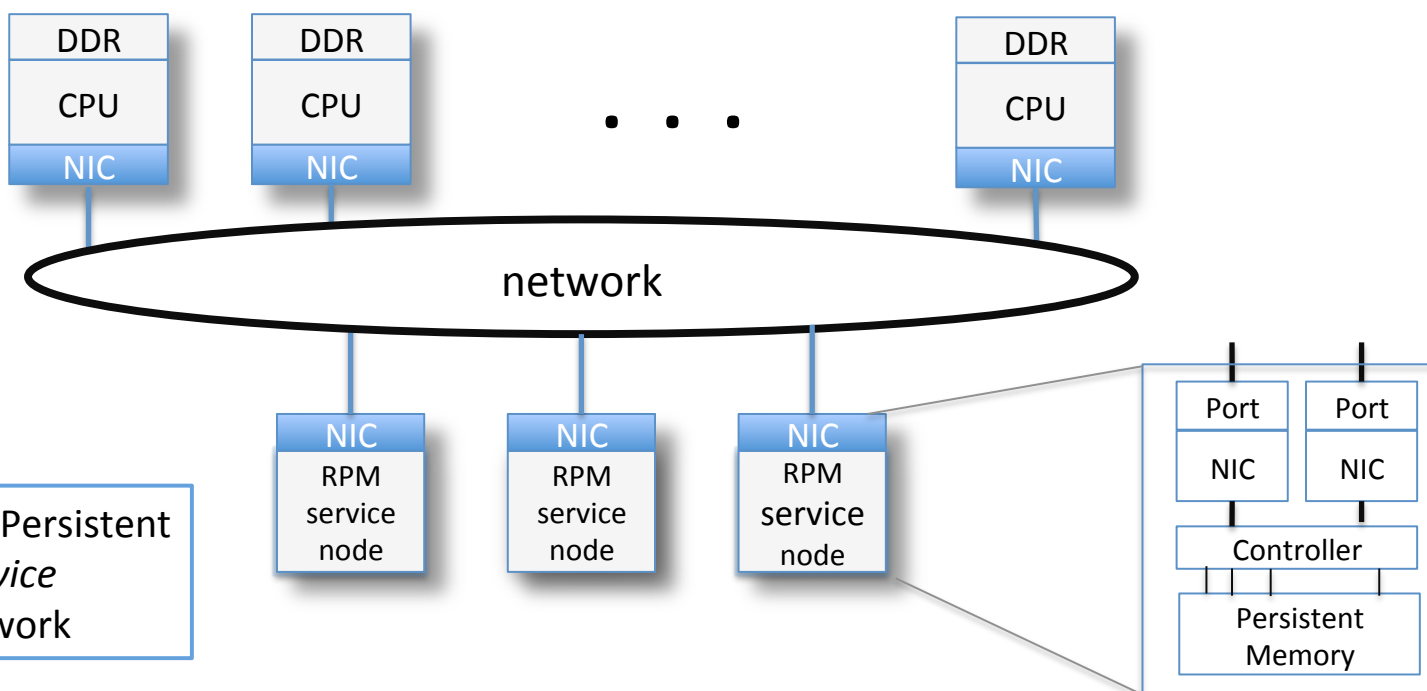 DDR
CPU
NIC
DDR
CPU
NIC
. . .
DDR
CPU
NIC
network
NIC
RPM
service
node
NIC
RPM
service
node
NIC
RPM
service
node
Persistent
vice
work
Port
NIC
Port
NIC
Controller
Persistent
Memory